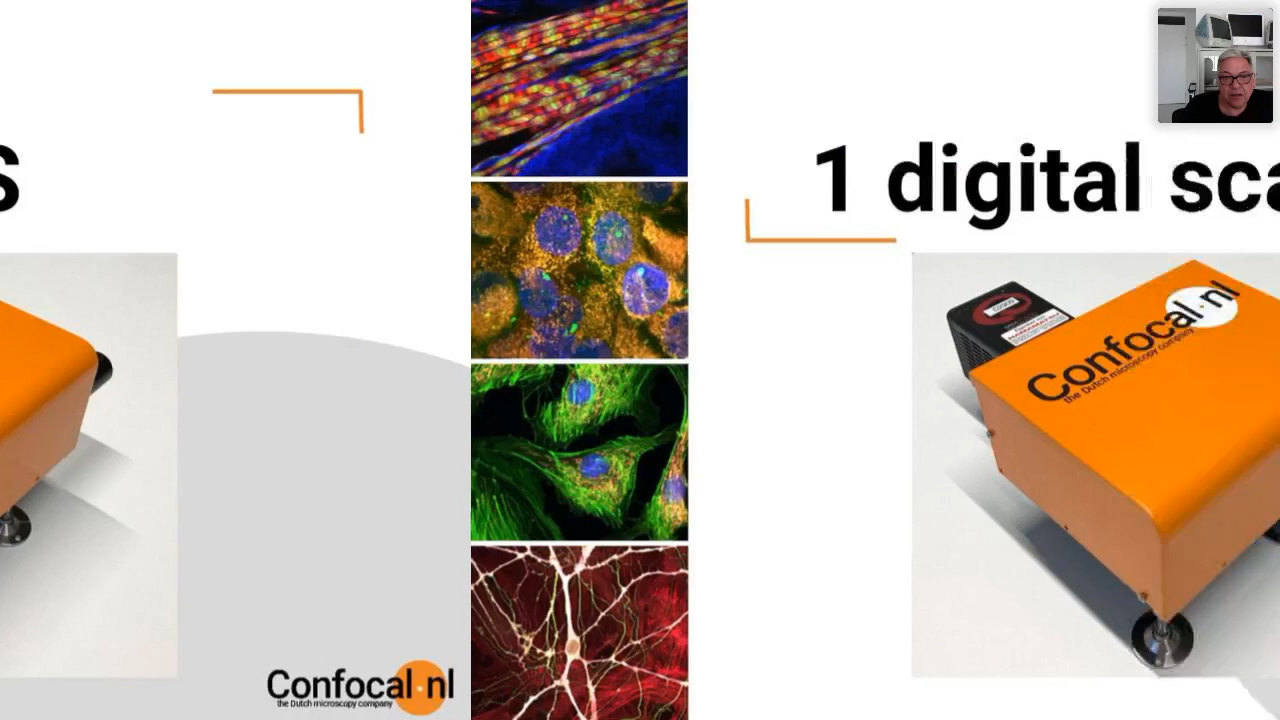 s
1 digital sca
Confocal.nl
the Dutch microscopy company
Confocal.nl
the Dutch microscopy company